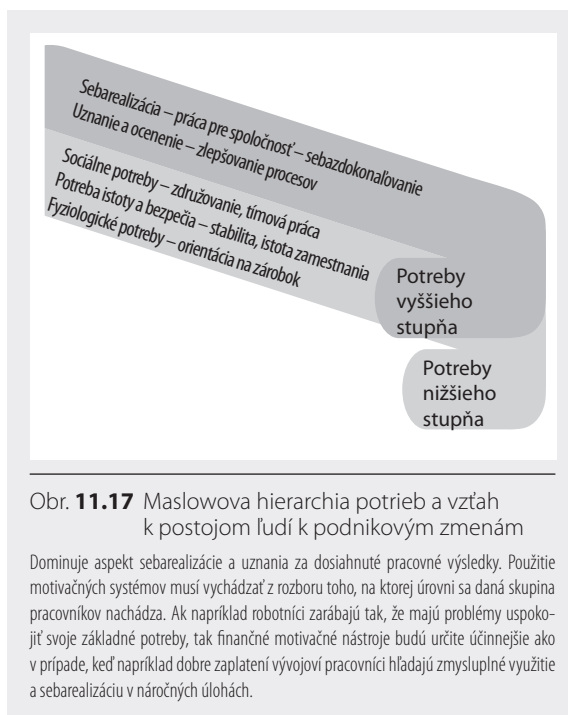 Sebarealizácia – práca pre spoločnosť – sebazdokonaľovanie
Uznanie a ocenenie – zlepšovanie procesov
Sociálne potreby – združovanie, tímová práca
Potreba istoty a bezpečia – stabilita, istota zamestnania
Fyziologické potreby – orientácia na zárobok
Potreby
vyššieho
stupňa
Potreby
nižšieho
stupňa
Obr. 11.17 Maslowova hierarchia potrieb a vzťah
k postojom ľudí k podnikovým zmenám
Dominuje aspekt sebarealizácie a uznania za dosiahnuté pracovné výsledky. Použitie
motivačných systémov musí vychádzať z rozboru toho, na ktorej úrovni sa daná skupina
pracovníkov nachádza. Ak napríklad robotníci zarábajú tak, že majú problémy uspoko-
jiť svoje základné potreby, tak finančné motivačné nástroje budú určite účinnejšie ako
v prípade, keď napríklad dobre zaplatení vývojoví pracovníci hľadajú zmysluplné využitie
a sebarealizáciu v náročných úlohách.